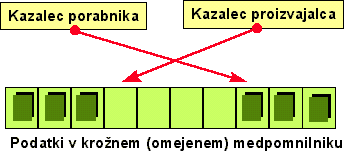 Kazalec porabnika
Kazalec proizvajalca
Podatki v krožnem (omejenem) medpomnilniku